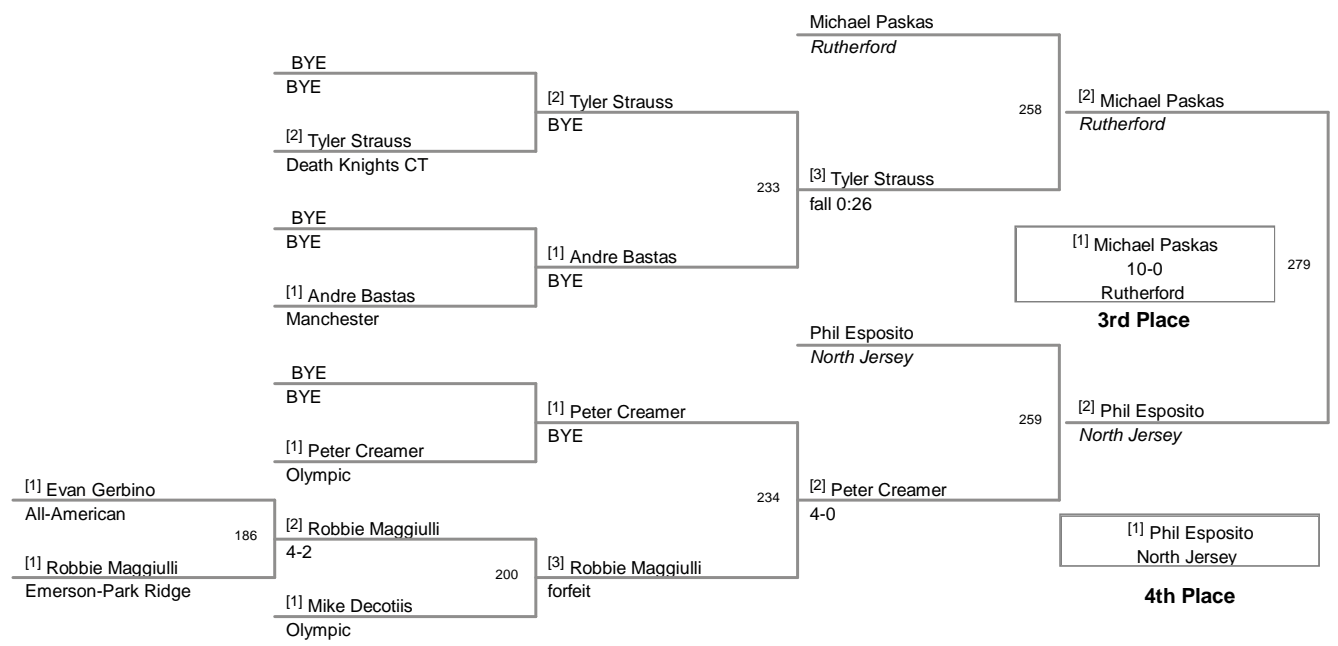 Michael Paskas
Rutherford
BYE
BYE
[2] Tyler Strauss
BYE
258
[2] Michael Paskas
Rutherford
[2] Tyler Strauss
Death Knights CT
233
[3] Tyler Strauss
fall 0:26
BYE
BYE
[1] Andre Bastas
BYE
[1] Michael Paskas
10-0
Rutherford
279
3rd Place
[1] Andre Bastas
Manchester
Phil Esposito
North Jersey
BYE
BYE
[1] Peter Creamer
BYE
259
[2] Phil Esposito
North Jersey
[1] Peter Creamer
Olympic
[1] Evan Gerbino
All-American
234
[2] Peter Creamer
4-0
186
[2] Robbie Maggiulli
4-2
[1] Phil Esposito
North Jersey
[1] Robbie Maggiulli
Emerson-Park Ridge
200
[3] Robbie Maggiulli
forfeit
4th Place
[1] Mike Decotiis
Olympic